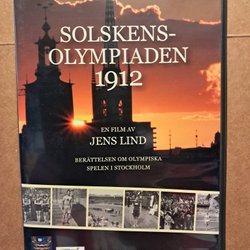 SOLSKENS-
OLYMPIADEN
1912
EN FILM AV
JENS LIND
BERÄTTELSEN OM OLYMPISKA
SPELEN I STOCKHOLM